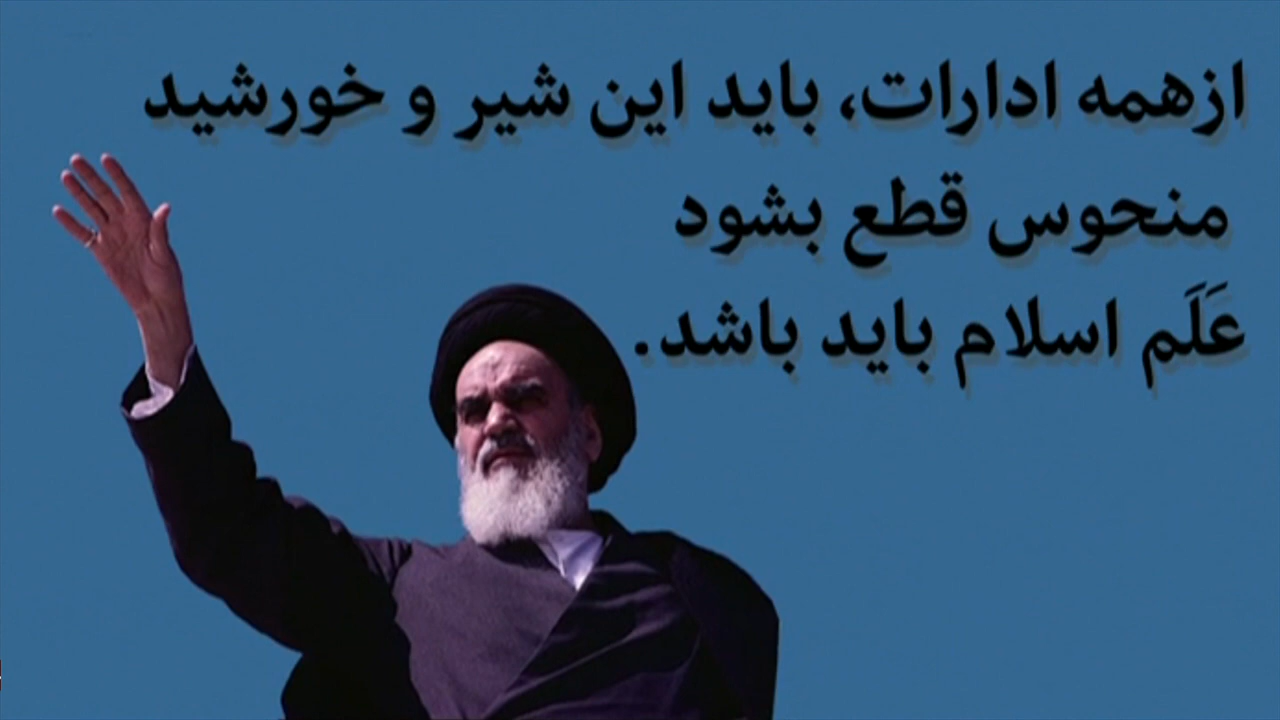 ازهمه ادارات، باید این شیر و خورشید
منحوس قطع بشود
عَلَم اسلام باید باشد.